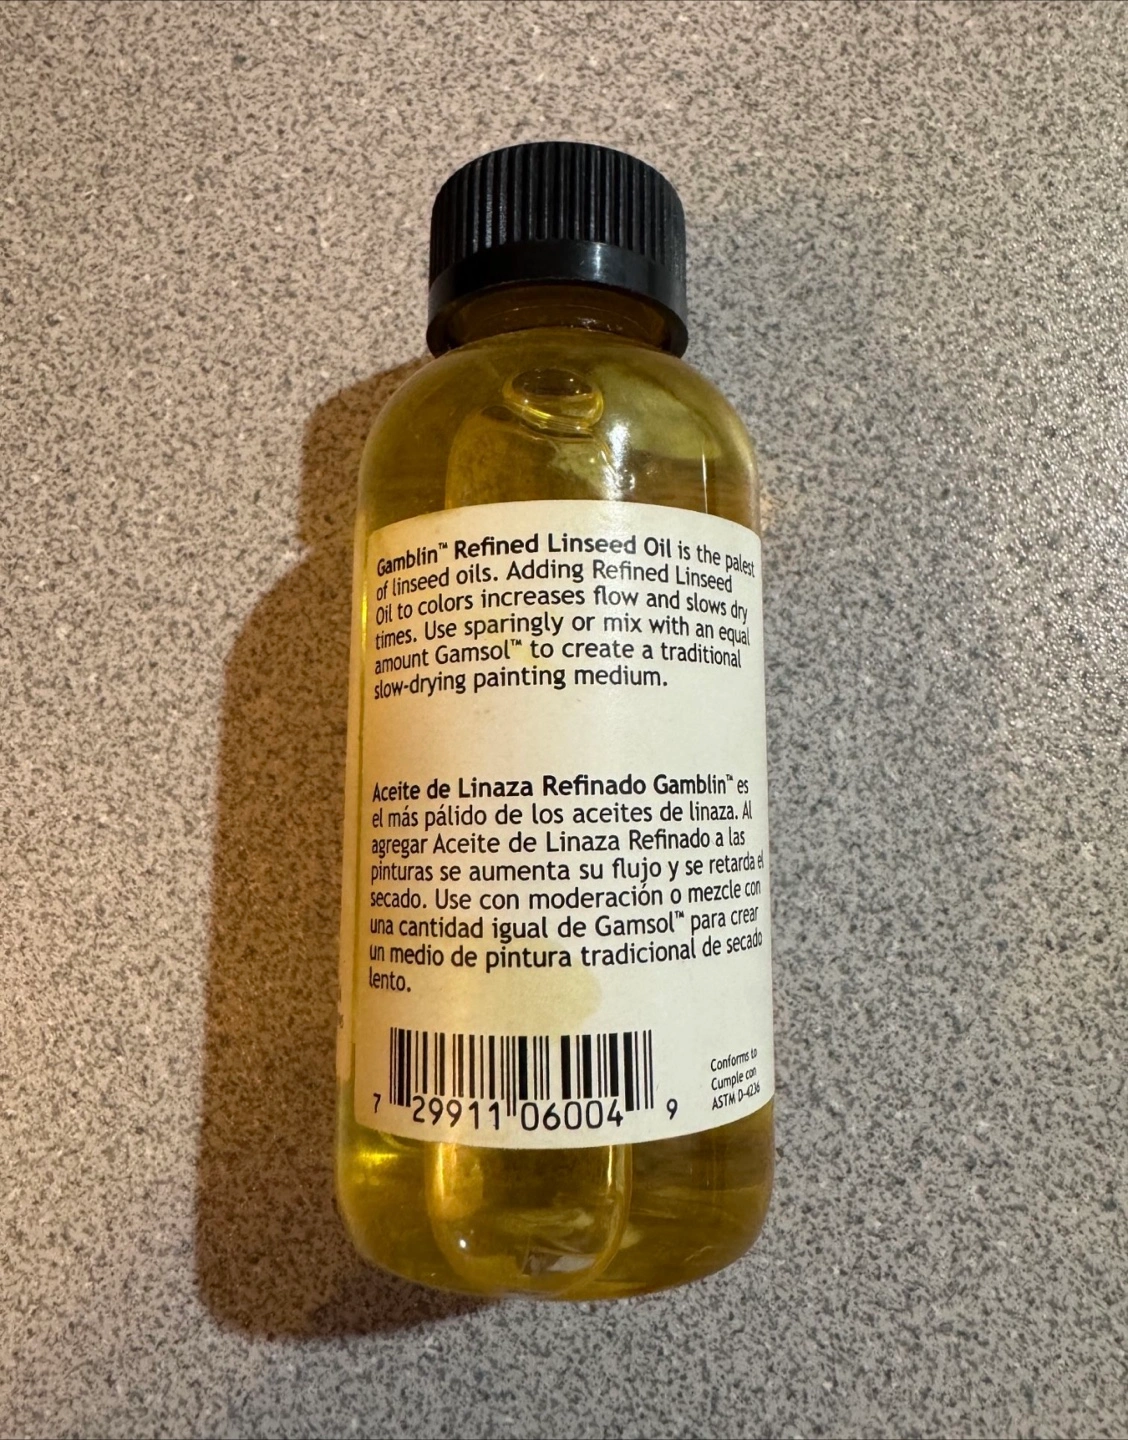 Gamblin™ Refined Linseed Oil is the palest
of linseed oils. Adding Refined Linseed
Oil to colors increases flow and slows dry
times. Use sparingly or mix with an equal
amount Gamsol™ to create a traditional
slow-drying painting medium.
Aceite de Linaza Refinado Gamblin™ es
el más pálido de los aceites de linaza. Al
agregar Aceite de Linaza Refinado a las
pinturas se aumenta su flujo y se retarda el
secado. Use con moderación o mezcle con
una cantidad igual de Gamsol™ para crear
un medio de pintura tradicional de secado
lento.
7 29911 06004 9
Conforms to
Cumple con
ASTM D-4236